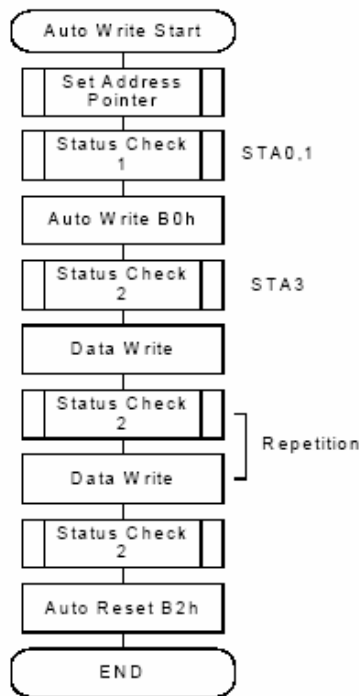 Auto Write Start
Set Address
Pointer
Status Check
1
STA0,1
Auto Write B0h
Status Check
2
STA3
Data Write
Status Check
2
Repetition
Data Write
Status Check
2
Auto Reset B2h
END